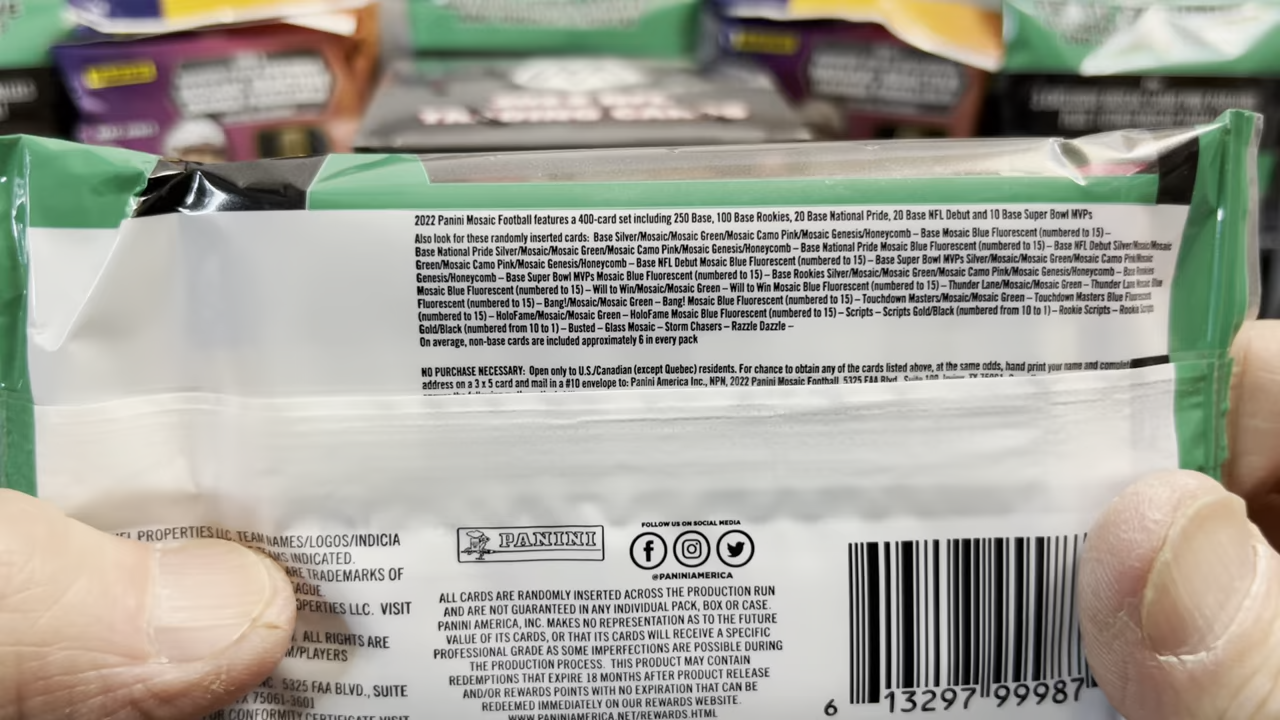 2022 Panini Mosaic Football features a 400-card set including 250 Base, 100 Base Rookies, 20 Base National Pride, 20 Base NFL Debut and 10 Base Super Bowl MVPs
Also look for these randomly inserted cards: Base Silver/Mosaic/Mosaic Green/Mosaic Camo Pink/Mosaic Genesis/Honeycomb – Base Mosaic Blue Fluorescent (numbered to 15) –
Base National Pride Silver/Mosaic/Mosaic Green/Mosaic Camo Pink/Mosaic Genesis/Honeycomb – Base National Pride Mosaic Blue Fluorescent (numbered to 15) – Base NFL Debut Silver/Mosaic/Mosaic
Green/Mosaic Camo Pink/Mosaic Genesis/Honeycomb – Base NFL Debut Mosaic Blue Fluorescent (numbered to 15) – Base Super Bowl MVPs Silver/Mosaic/Mosaic Green/Mosaic Camo Pink/Mosaic
Genesis/Honeycomb – Base Super Bowl MVPs Mosaic Blue Fluorescent (numbered to 15) – Base Rookies Silver/Mosaic/Mosaic Green/Mosaic Camo Pink/Mosaic Genesis/Honeycomb – Base Rookies
Mosaic Blue Fluorescent (numbered to 15) – Will to Win/Mosaic/Mosaic Green – Will to Win Mosaic Blue Fluorescent (numbered to 15) – Thunder Lane/Mosaic/Mosaic Green – Thunder Lane Mosaic Blue
Fluorescent (numbered to 15) – Bang!/Mosaic/Mosaic Green – Bang! Mosaic Blue Fluorescent (numbered to 15) – Touchdown Masters/Mosaic/Mosaic Green – Touchdown Masters Blue Fluorescent
(numbered to 15) – HoloFame/Mosaic/Mosaic Green – HoloFame Mosaic Blue Fluorescent (numbered to 15) – Scripts – Scripts Gold/Black (numbered from 10 to 1) – Rookie Scripts – Rookie Scripts
Gold/Black (numbered from 10 to 1) – Busted – Glass Mosaic – Storm Chasers – Razzle Dazzle –
On average, non-base cards are included approximately 6 in every pack
NO PURCHASE NECESSARY: Open only to U.S./Canadian (except Quebec) residents. For chance to obtain any of the cards listed above, at the same odds, hand print your name and complete
address on a 3 x 5 card and mail in a #10 envelope to: Panini America Inc., NPN, 2022 Panini Mosaic Football, 5325 FAA Blvd.,
PROPERTIES LLC. TEAM NAMES/LOGOS/INDICIA
INDICATED.
ARE TRADEMARKS OF
LLC. VISIT
ALL RIGHTS ARE
/PLAYERS
5325 FAA BLVD., SUITE
75061-3601
CONFORMITY CERTIFICATE VISIT
PANINI
FOLLOW US ON SOCIAL MEDIA
@PANINIAMERICA
ALL CARDS ARE RANDOMLY INSERTED ACROSS THE PRODUCTION RUN
AND ARE NOT GUARANTEED IN ANY INDIVIDUAL PACK, BOX OR CASE.
PANINI AMERICA, INC. MAKES NO REPRESENTATION AS TO THE FUTURE
VALUE OF ITS CARDS, OR THAT ITS CARDS WILL RECEIVE A SPECIFIC
PROFESSIONAL GRADE AS SOME IMPERFECTIONS ARE POSSIBLE DURING
THE PRODUCTION PROCESS. THIS PRODUCT MAY CONTAIN
REDEMPTIONS THAT EXPIRE 18 MONTHS AFTER PRODUCT RELEASE
AND/OR REWARDS POINTS WITH NO EXPIRATION THAT CAN BE
REDEEMED IMMEDIATELY ON OUR REWARDS WEBSITE.
WWW.PANINIAMERICA.NET/REWARDS.HTML
6 13297 99987